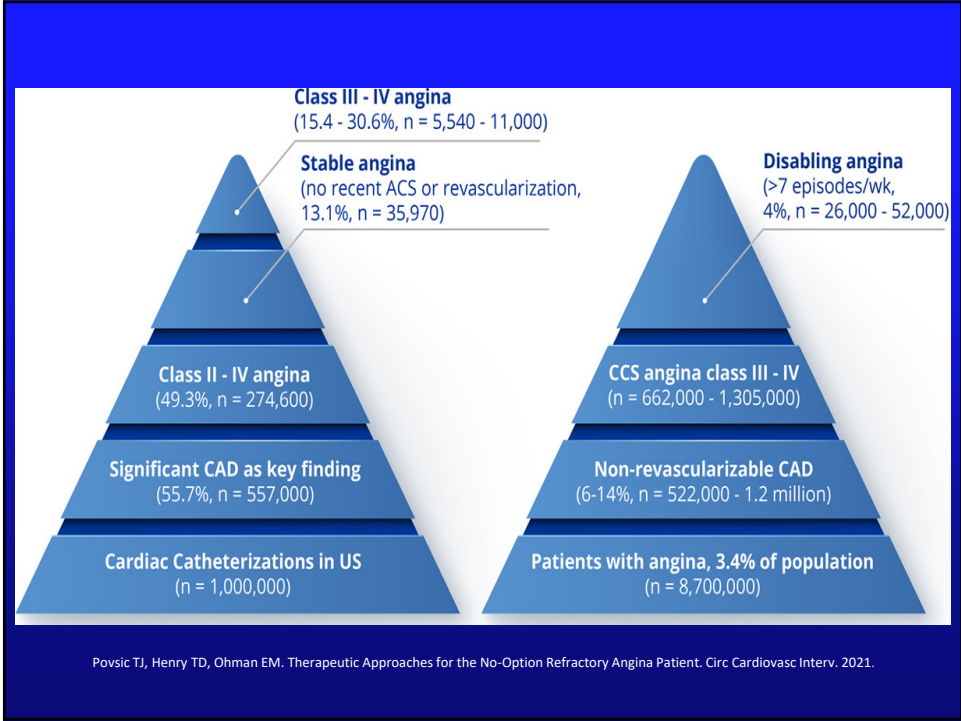 Class III - IV angina
(15.4 - 30.6%, n = 5,540 - 11,000)
Stable angina
(no recent ACS or revascularization,
13.1%, n = 35,970)
Class II - IV angina
(49.3%, n = 274,600)
Significant CAD as key finding
(55.7%, n = 557,000)
Cardiac Catheterizations in US
(n = 1,000,000)
Disabling angina
(>7 episodes/wk,
4%, n = 26,000 - 52,000)
CCS angina class III - IV
(n = 662,000 - 1,305,000)
Non-revascularizable CAD
(6-14%, n = 522,000 - 1.2 million)
Patients with angina, 3.4% of population
(n = 8,700,000)
Povsic TJ, Henry TD, Ohman EM. Therapeutic Approaches for the No-Option Refractory Angina Patient. Circ Cardiovasc Interv. 2021.